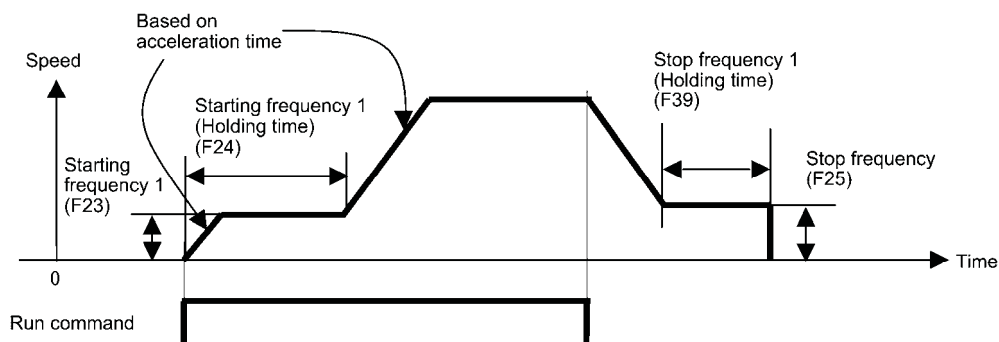 Based on
acceleration time
Speed
Starting frequency 1
(Holding time)
(F24)
Stop frequency 1
(Holding time)
(F39)
Starting
frequency 1
(F23)
Stop frequency
(F25)
0
Time
Run command